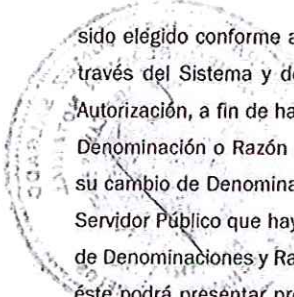 sido elegido conforme a
través del Sistema y de
Autorización, a fin de ha
Denominación o Razón
su cambio de Denomina
Servidor Público que hay
de Denominaciones y Ra
éste podrá presentar pre